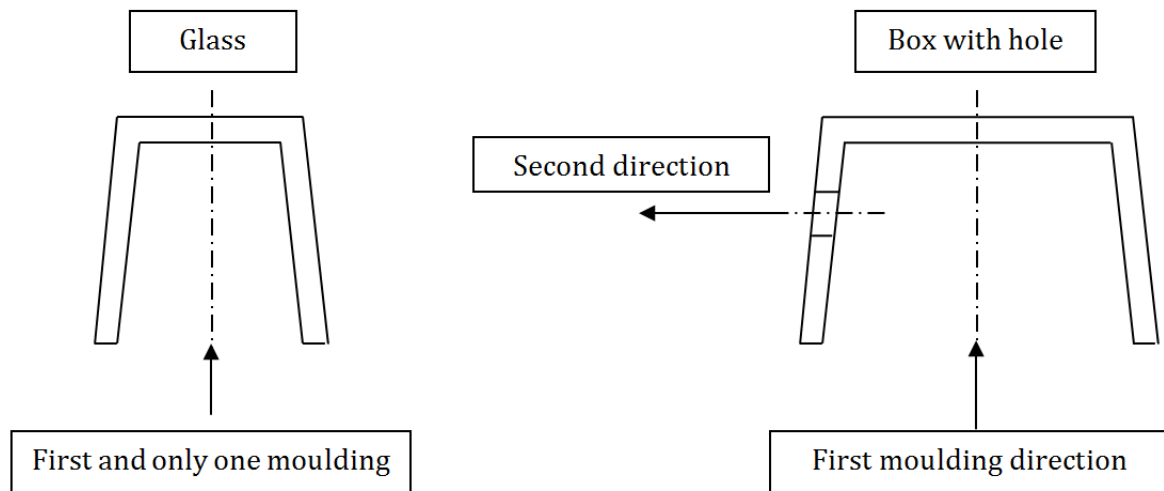 Glass
Box with hole
Second direction
First and only one moulding
First moulding direction